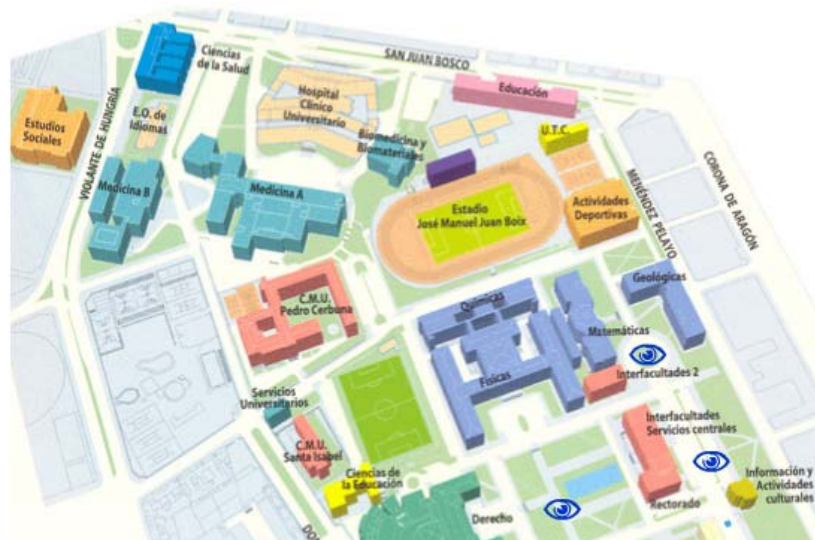 SAN JUAN BOSCO
Ciencias
de la Salud
Hospital
Clínico
Universitario
Educación
E.O. de
Idiomas
Estudios
Sociales
VIOLANTE DE HUNGRÍA
Biomedicina y
Biomateriales
U.T.C.
CORONA DE ARAGÓN
MENÉNDEZ PELAYO
Medicina B
Medicina A
Estadio
José Manuel Juan Boix
Actividades
Deportivas
C.M.U.
Pedro Cerbuna
Químicas
Geológicas
Matemáticas
Físicas
Interfacultades 2
Servicios
Universitarios
Interfacultades
Servicios centrales
C.M.U.
Santa Isabel
Ciencias de
la Educación
Información y
Actividades
culturales
Rectorado
Derecho